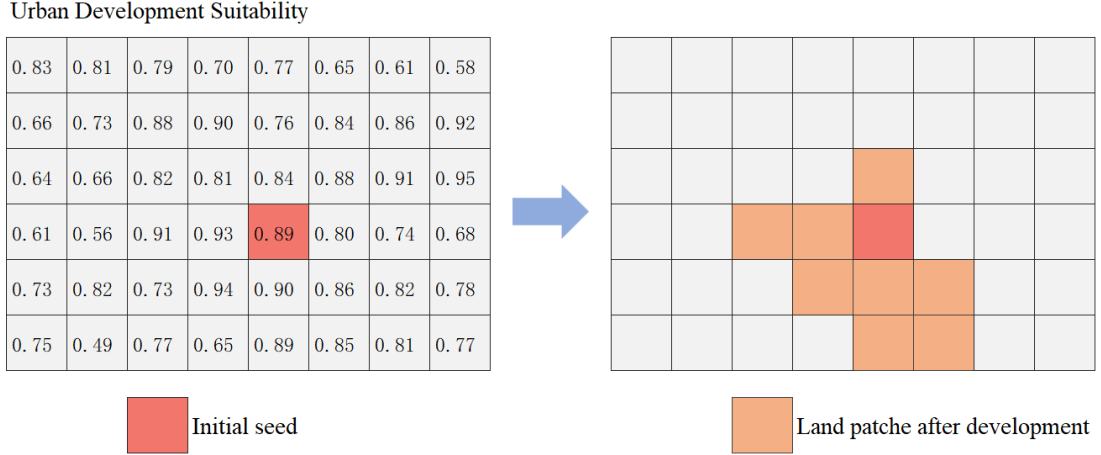 Urban Development Suitability
0.83 0.81 0.79 0.70 0.77 0.65 0.61 0.58
0.66 0.73 0.88 0.90 0.76 0.84 0.86 0.92
0.64 0.66 0.82 0.81 0.84 0.88 0.91 0.95
0.61 0.56 0.91 0.93 0.89 0.80 0.74 0.68
0.73 0.82 0.73 0.94 0.90 0.86 0.82 0.78
0.75 0.49 0.77 0.65 0.89 0.85 0.81 0.77
Initial seed
Land patche after development